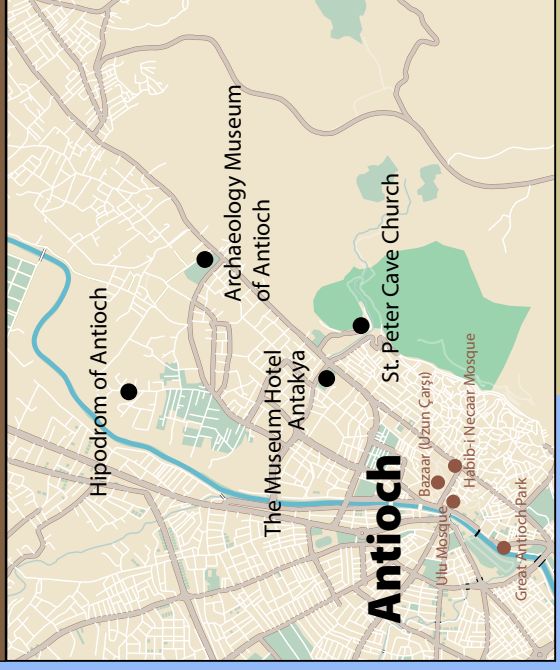 Hipodrom of Antioch
Archaeology Museum
of Antioch
The Museum Hotel
Antakya
St. Peter Cave Church
Antioch
Bazaar (Uzun Çarşı)
Ulu Mosque
Habib-i Necaar Mosque
Great Antioch Park